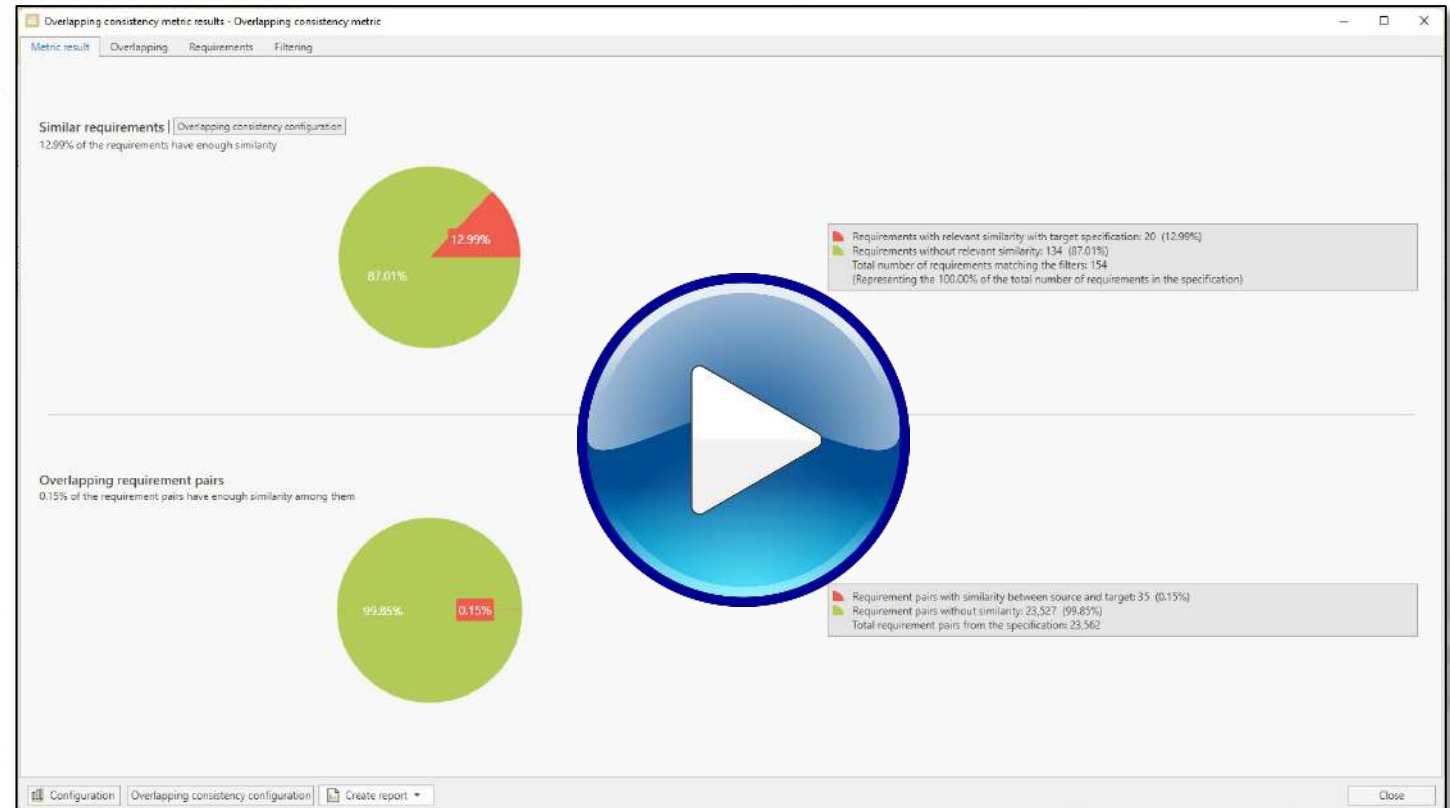 Overlapping consistency metric results - Overlapping consistency metric
Metric result Overlapping Requirements Filtering
Similar requirements | Overlapping consistency configuration
12.99% of the requirements have enough similarity
12.99%
87.01%
Requirements with relevant similarity with target specification: 20 (12.99%)
Requirements without relevant similarity: 134 (87.01%)
Total number of requirements matching the filters: 154
(Representing the 100.00% of the total number of requirements in the specification)
Overlapping requirement pairs
0.15% of the requirement pairs have enough similarity among them
99.85% 0.15%
Requirement pairs with similarity between source and target: 35 (0.15%)
Requirement pairs without similarity: 23,527 (99.85%)
Total requirement pairs from the specification: 23,562
Configuration Overlapping consistency configuration Create report Close